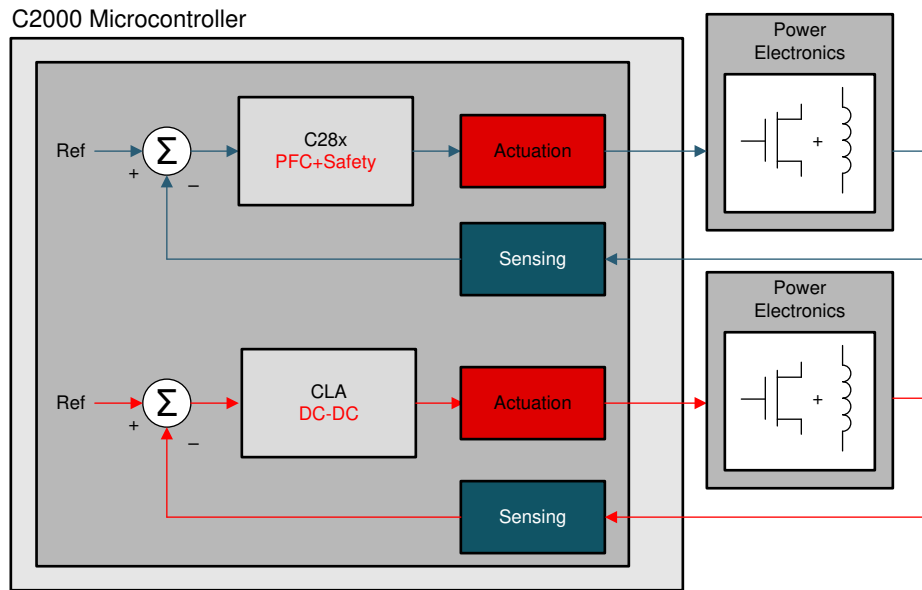 C2000 Microcontroller
Power
Electronics
+
Ref
+
Σ
−
C28x
PFC+Safety
Actuation
Sensing
Power
Electronics
+
Ref
+
Σ
−
CLA
DC-DC
Actuation
Sensing